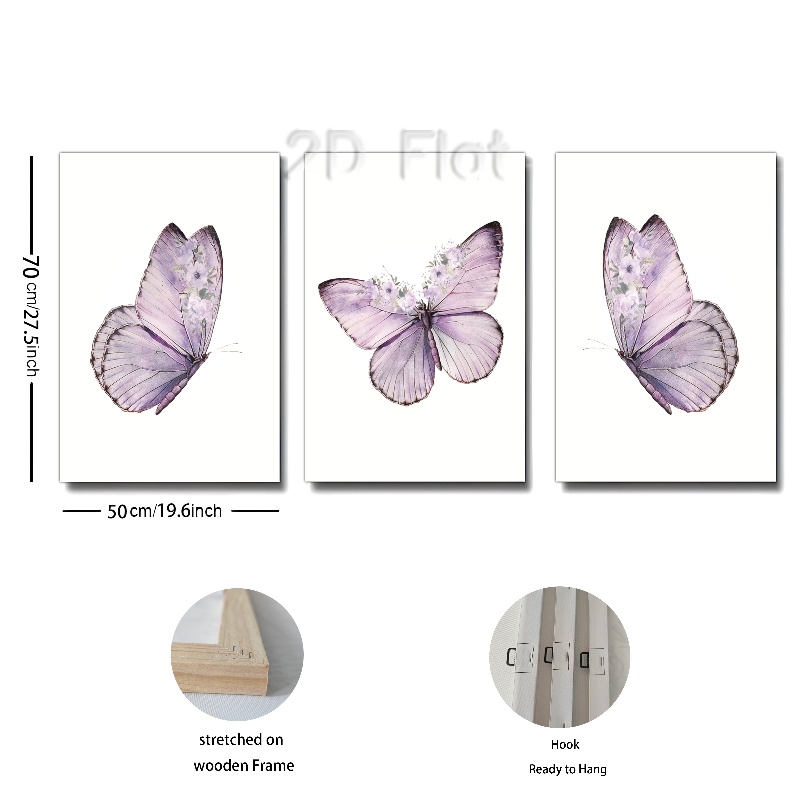 2D Flat
70 cm/27.5inch
50cm/19.6inch
stretched on
wooden Frame
Hook
Ready to Hang